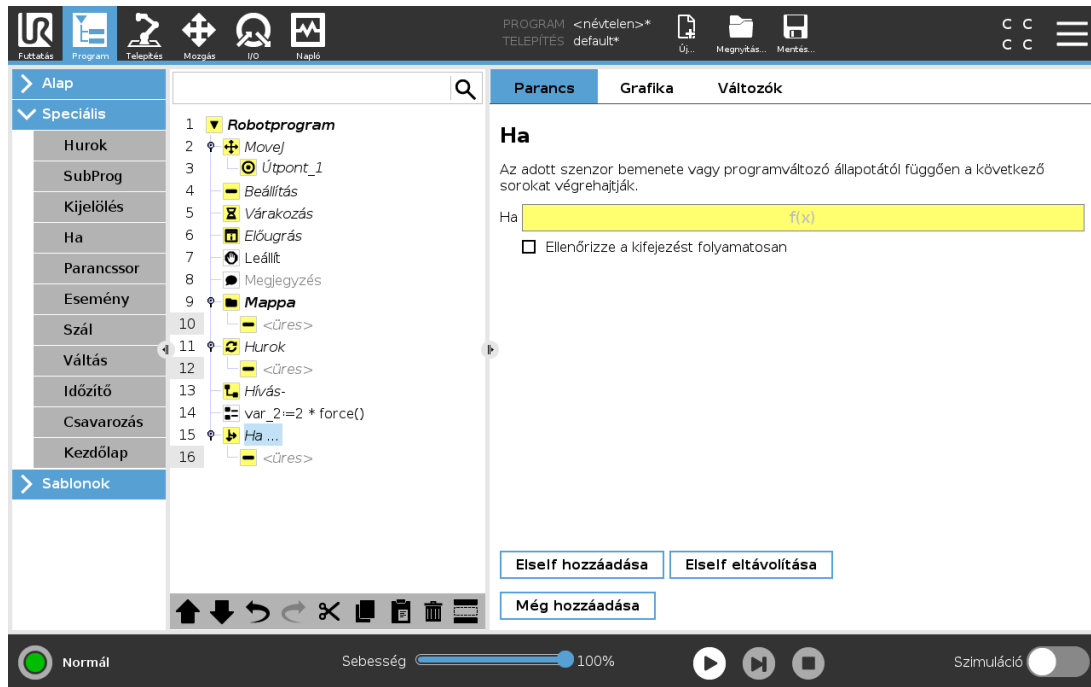 PROGRAM <névtelen>*
TELEPÍTÉS default*
Futtatás Program Telepítés Mozgás I/O Napló
Új... Megnyitás... Mentés...
C C
C C
Alap
Speciális
Hurok
SubProg
Kijelölés
Ha
Parancssor
Esemény
Szál
Váltás
Időzítő
Csavarozás
Kezdőlap
Sablonok
1 Robotprogram
2 MoveJ
3 Útpont_1
4 Beállítás
5 Várakozás
6 Előugrás
7 Leállít
8 Megjegyzés
9 Mappa
10 <üres>
11 Hurok
12 <üres>
13 Hívás-
14 var_2:=2 * force()
15 Ha ...
16 <üres>
Parancs Grafika Változók
Ha
Az adott szenzor bemenete vagy programváltozó állapotától függően a következő
sorokat végrehajtják.
Ha f(x)
Ellenőrizze a kifejezést folyamatosan
ElseIf hozzáadása ElseIf eltávolítása
Még hozzáadása
Normál
Sebesség 100%
Szimuláció